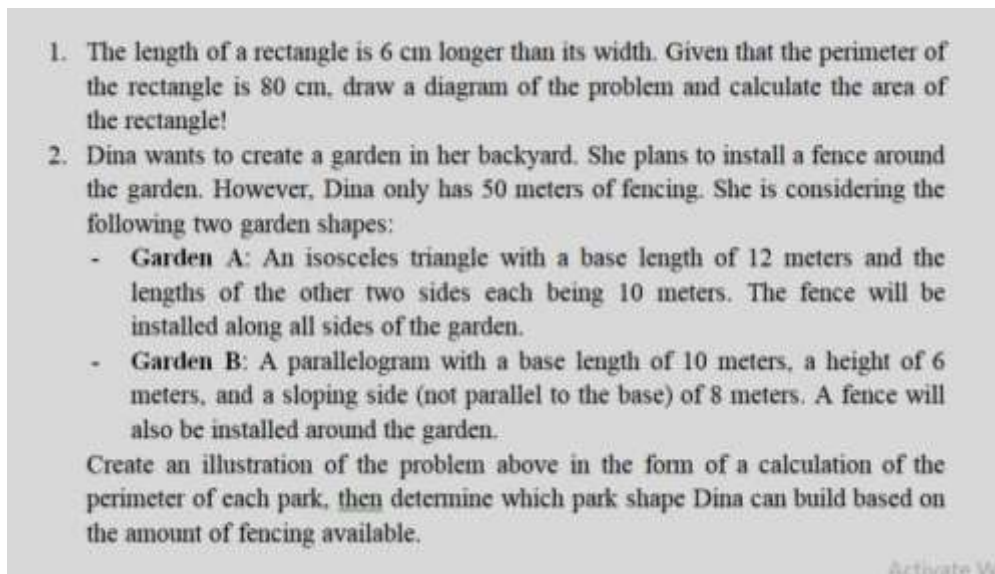 1. The length of a rectangle is 6 cm longer than its width. Given that the perimeter of
the rectangle is 80 cm, draw a diagram of the problem and calculate the area of
the rectangle!
2. Dina wants to create a garden in her backyard. She plans to install a fence around
the garden. However, Dina only has 50 meters of fencing. She is considering the
following two garden shapes:
- Garden A: An isosceles triangle with a base length of 12 meters and the
lengths of the other two sides each being 10 meters. The fence will be
installed along all sides of the garden.
- Garden B: A parallelogram with a base length of 10 meters, a height of 6
meters, and a sloping side (not parallel to the base) of 8 meters. A fence will
also be installed around the garden.
Create an illustration of the problem above in the form of a calculation of the
perimeter of each park, then determine which park shape Dina can build based on
the amount of fencing available.
Activate